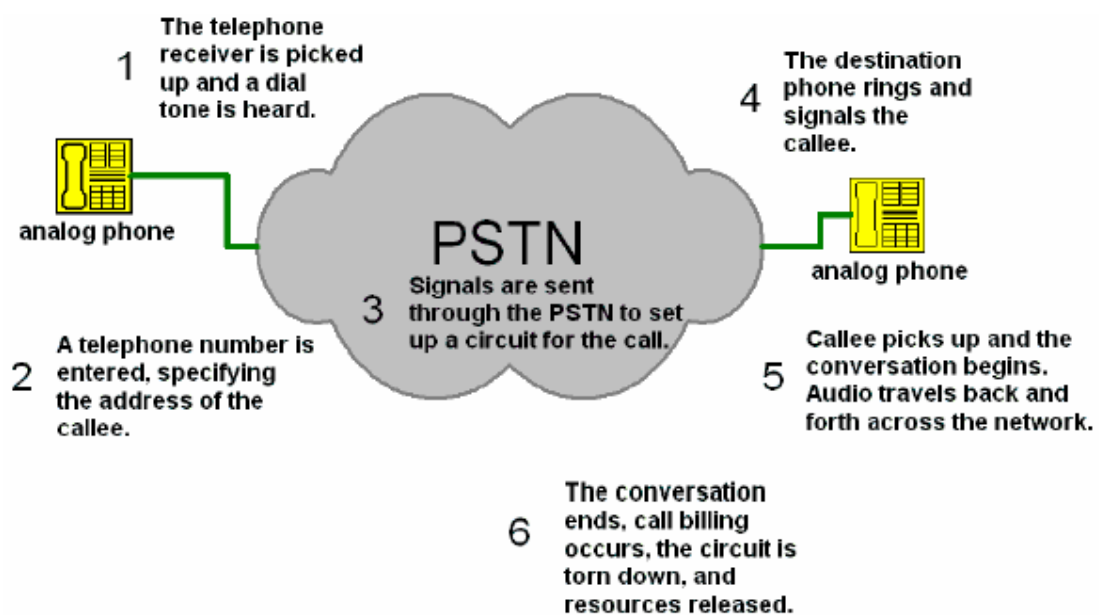 1
The telephone
receiver is picked
up and a dial
tone is heard.
analog phone
2
A telephone number is
entered, specifying
the address of the
callee.
PSTN
3
Signals are sent
through the PSTN to set
up a circuit for the call.
4
The destination
phone rings and
signals the
callee.
analog phone
5
Callee picks up and the
conversation begins.
Audio travels back and
forth across the network.
6
The conversation
ends, call billing
occurs, the circuit is
torn down, and
resources released.